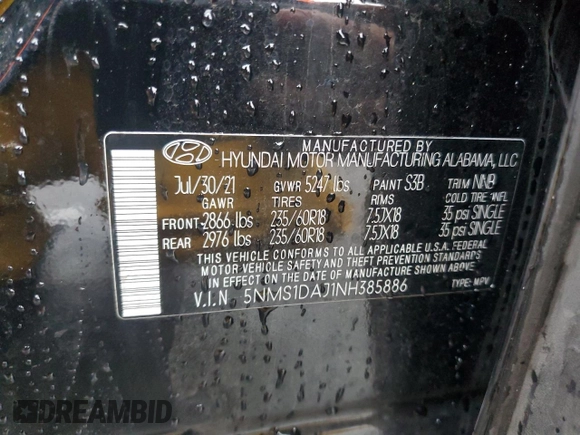 MANUFACTURED BY
HYUNDAI MOTOR MANUFACTURING ALABAMA, LLC
Jul/30/21 GVWR 5247 lbs PAINT S3B TRIM NNB
GAWR TIRES RIMS COLD TIRE INFL
FRONT 2866 lbs 235/60R18 7.5JX18 35 psi SINGLE
REAR 2976 lbs 235/60R18 7.5JX18 35 psi SINGLE
THIS VEHICLE CONFORMS TO ALL APPLICABLE U.S.A. FEDERAL
MOTOR VEHICLE SAFETY, BUMPER, AND THEFT PREVENTION STANDARDS
IN EFFECT ON THE DATE OF MANUFACTURE SHOWN ABOVE.
V.I.N 5NMS1DAJ1NH385886 TYPE: MPV
DREAMBID